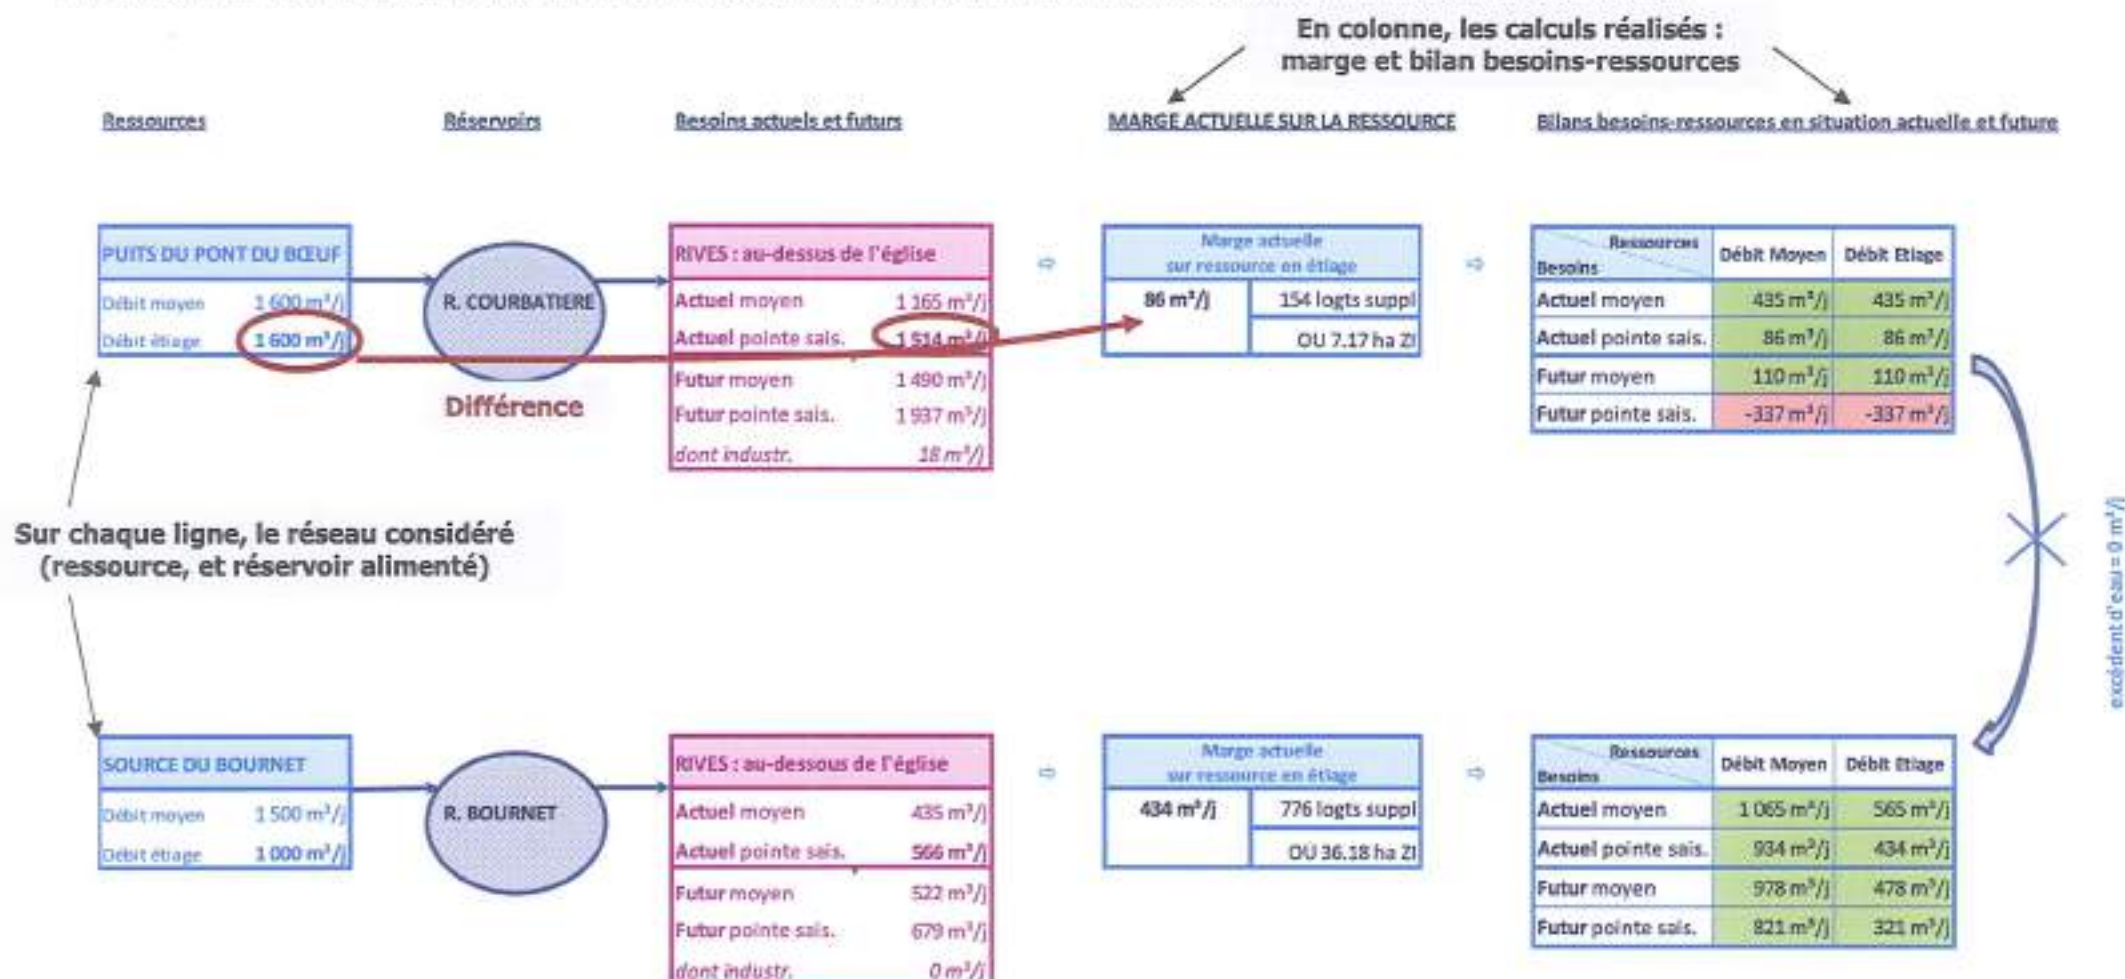 En colonne, les calculs réalisés :
marge et bilan besoins-ressources
Ressources
Réservoirs
Besoins actuels et futurs
MARGE ACTUELLE SUR LA RESSOURCE
Bilans besoins-ressources en situation actuelle et future
PUITS DU PONT DU BŒUF
Débit moyen 1 600 m³/j
Débit étiage 1 600 m³/j
R. COURBATIERE
Différence
RIVES : au-dessus de l'église
Actuel moyen 1 165 m³/j
Actuel pointe sais. 1 514 m³/j
Futur moyen 1 490 m³/j
Futur pointe sais. 1 937 m³/j
dont industr. 18 m³/j
⇨
Marge actuelle
sur ressource en étiage
86 m³/j 154 logts suppl
OU 7.17 ha ZI
⇨
Ressources
Besoins
Débit Moyen Débit Etiage
Actuel moyen 435 m³/j 435 m³/j
Actuel pointe sais. 86 m³/j 86 m³/j
Futur moyen 110 m³/j 110 m³/j
Futur pointe sais. -337 m³/j -337 m³/j
excédent d'eau = 0 m³/j
Sur chaque ligne, le réseau considéré
(ressource, et réservoir alimenté)
SOURCE DU BOURNET
Débit moyen 1 500 m³/j
Débit étiage 1 000 m³/j
R. BOURNET
RIVES : au-dessous de l'église
Actuel moyen 435 m³/j
Actuel pointe sais. 566 m³/j
Futur moyen 522 m³/j
Futur pointe sais. 679 m³/j
dont industr. 0 m³/j
⇨
Marge actuelle
sur ressource en étiage
434 m³/j 776 logts suppl
OU 36.18 ha ZI
⇨
Ressources
Besoins
Débit Moyen Débit Etiage
Actuel moyen 1 065 m³/j 565 m³/j
Actuel pointe sais. 934 m³/j 434 m³/j
Futur moyen 978 m³/j 478 m³/j
Futur pointe sais. 821 m³/j 321 m³/j